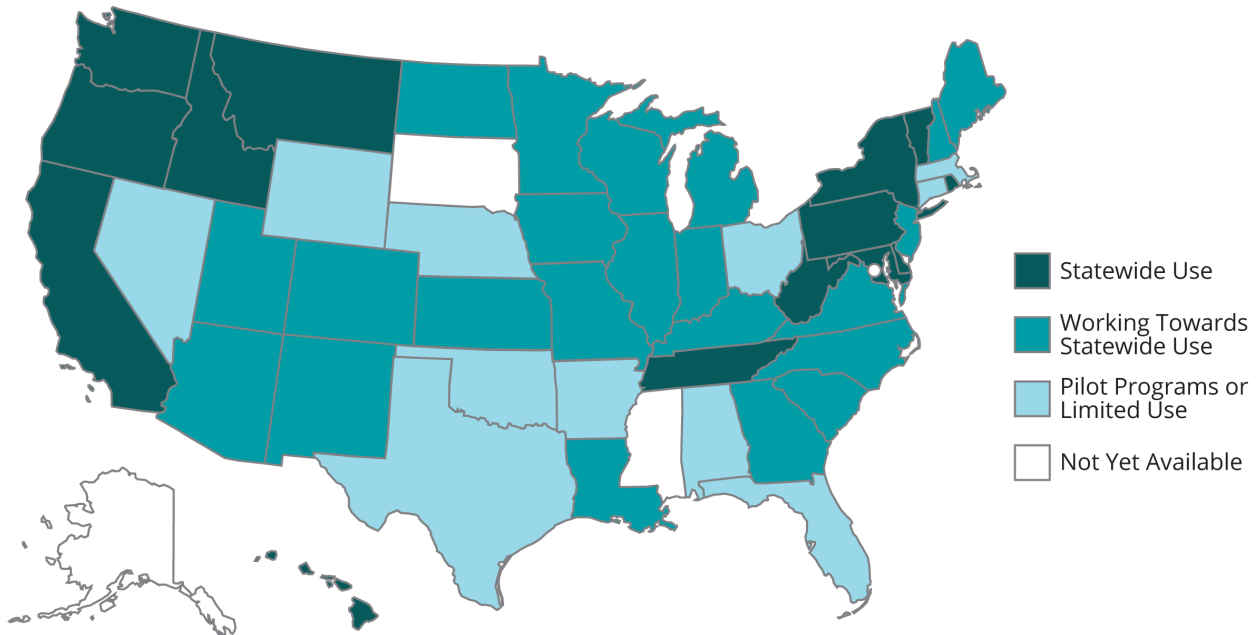 Statewide Use
Working Towards
Statewide Use
Pilot Programs or
Limited Use
Not Yet Available